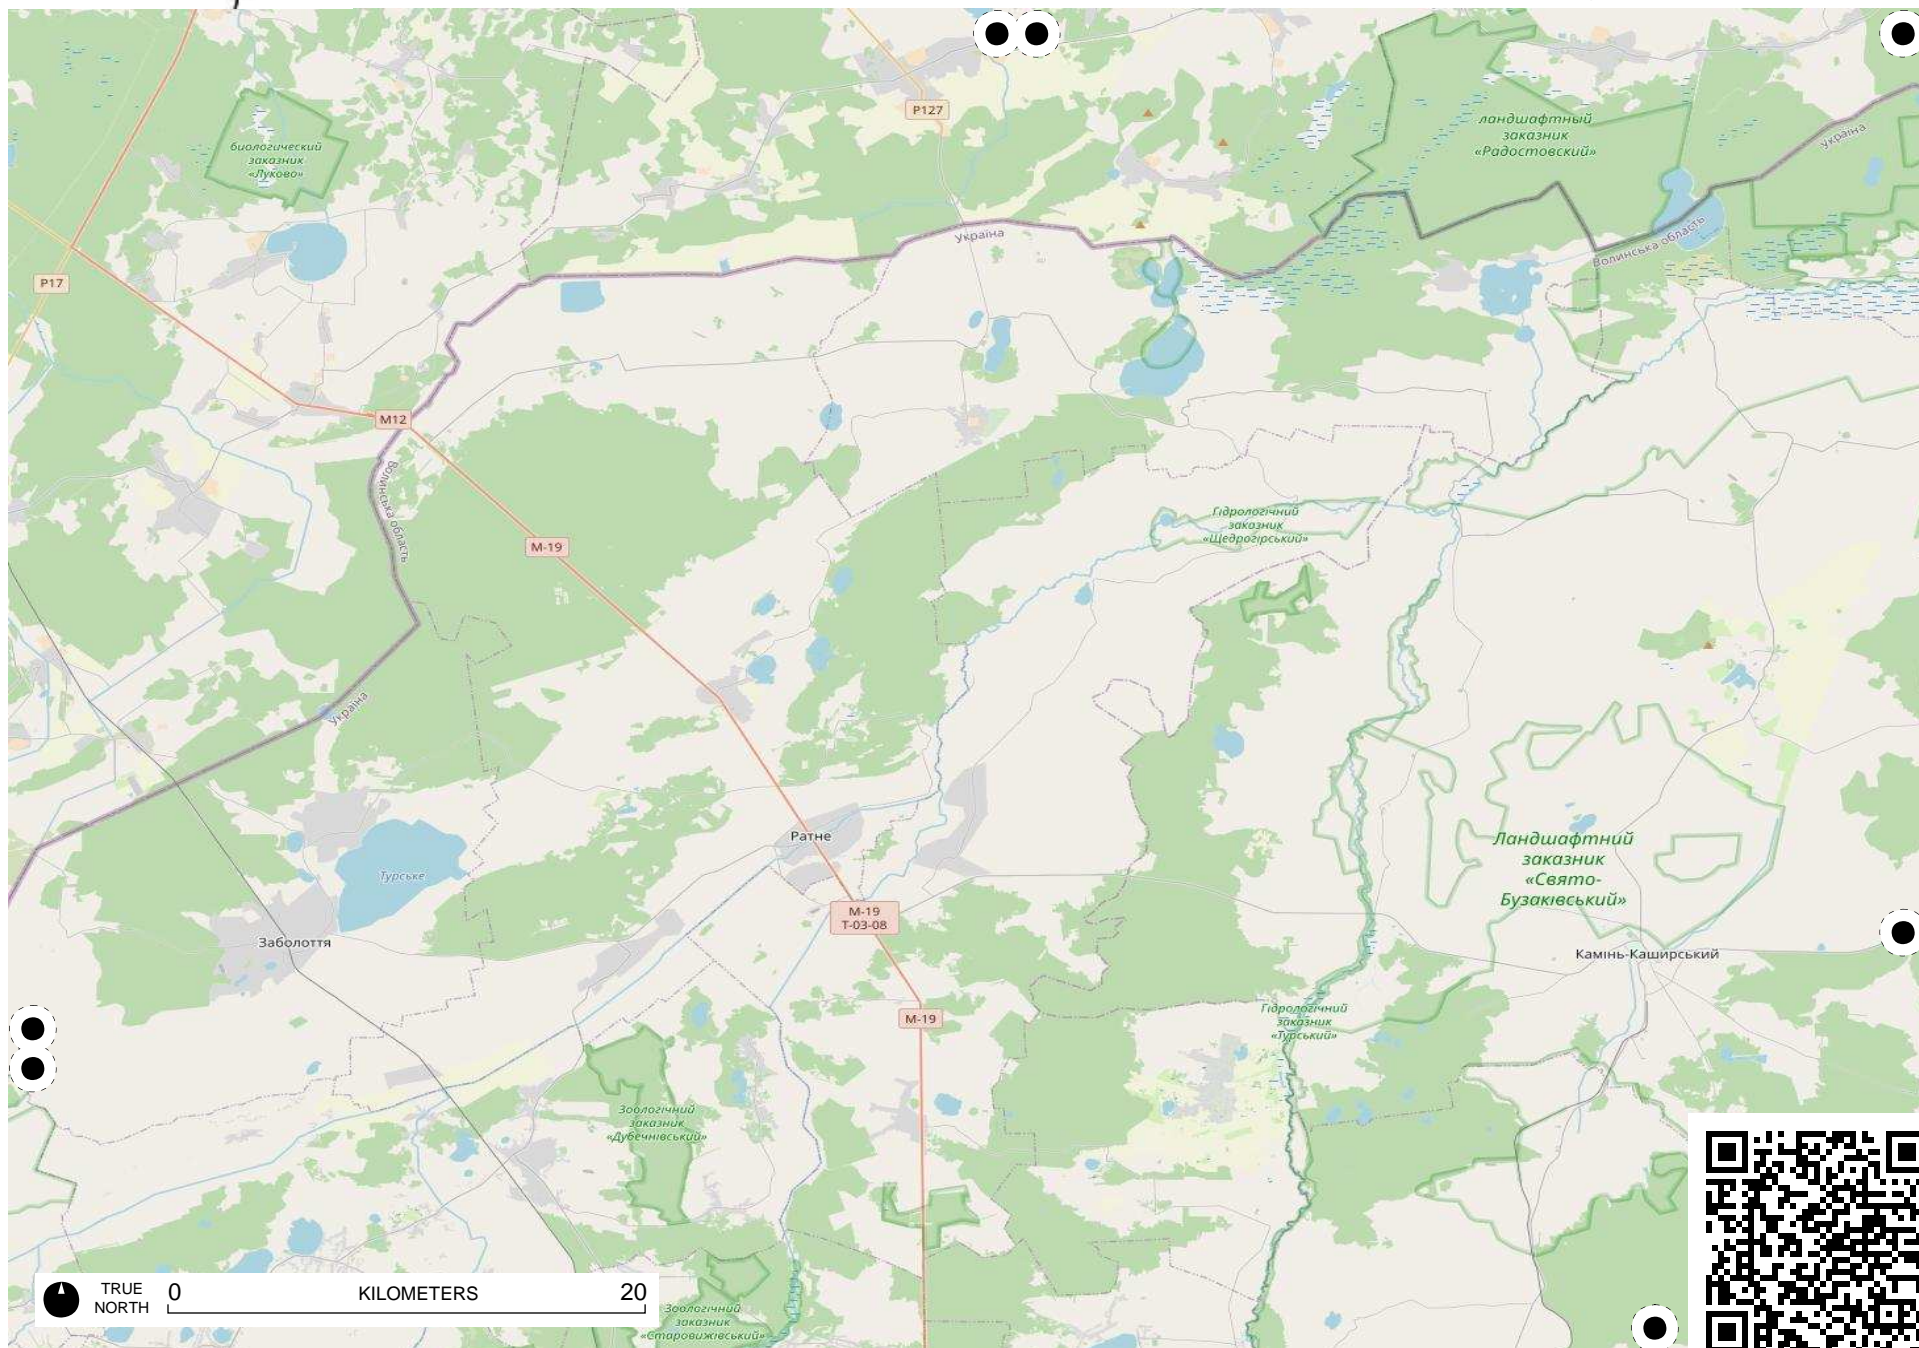 P127
ландшафтный
заказник
«Радостовский»
Україна
биологический
заказник
«Луково»
Україна
Волинська область
P17
M12
Волинська область
M-19
Гідрологічний
заказник
«Щедрогірський»
Україна
Ратне
Ландшафтний
заказник
«Свято-
Бузаківський»
Турське
M-19
T-03-08
Заболоття
Камінь-Каширський
M-19
Гідрологічний
заказник
«Турський»
Зоологічний
заказник
«Дубечнівський»
TRUE
NORTH
0 KILOMETERS 20
Зоологічний
заказник
«Старовижівський»